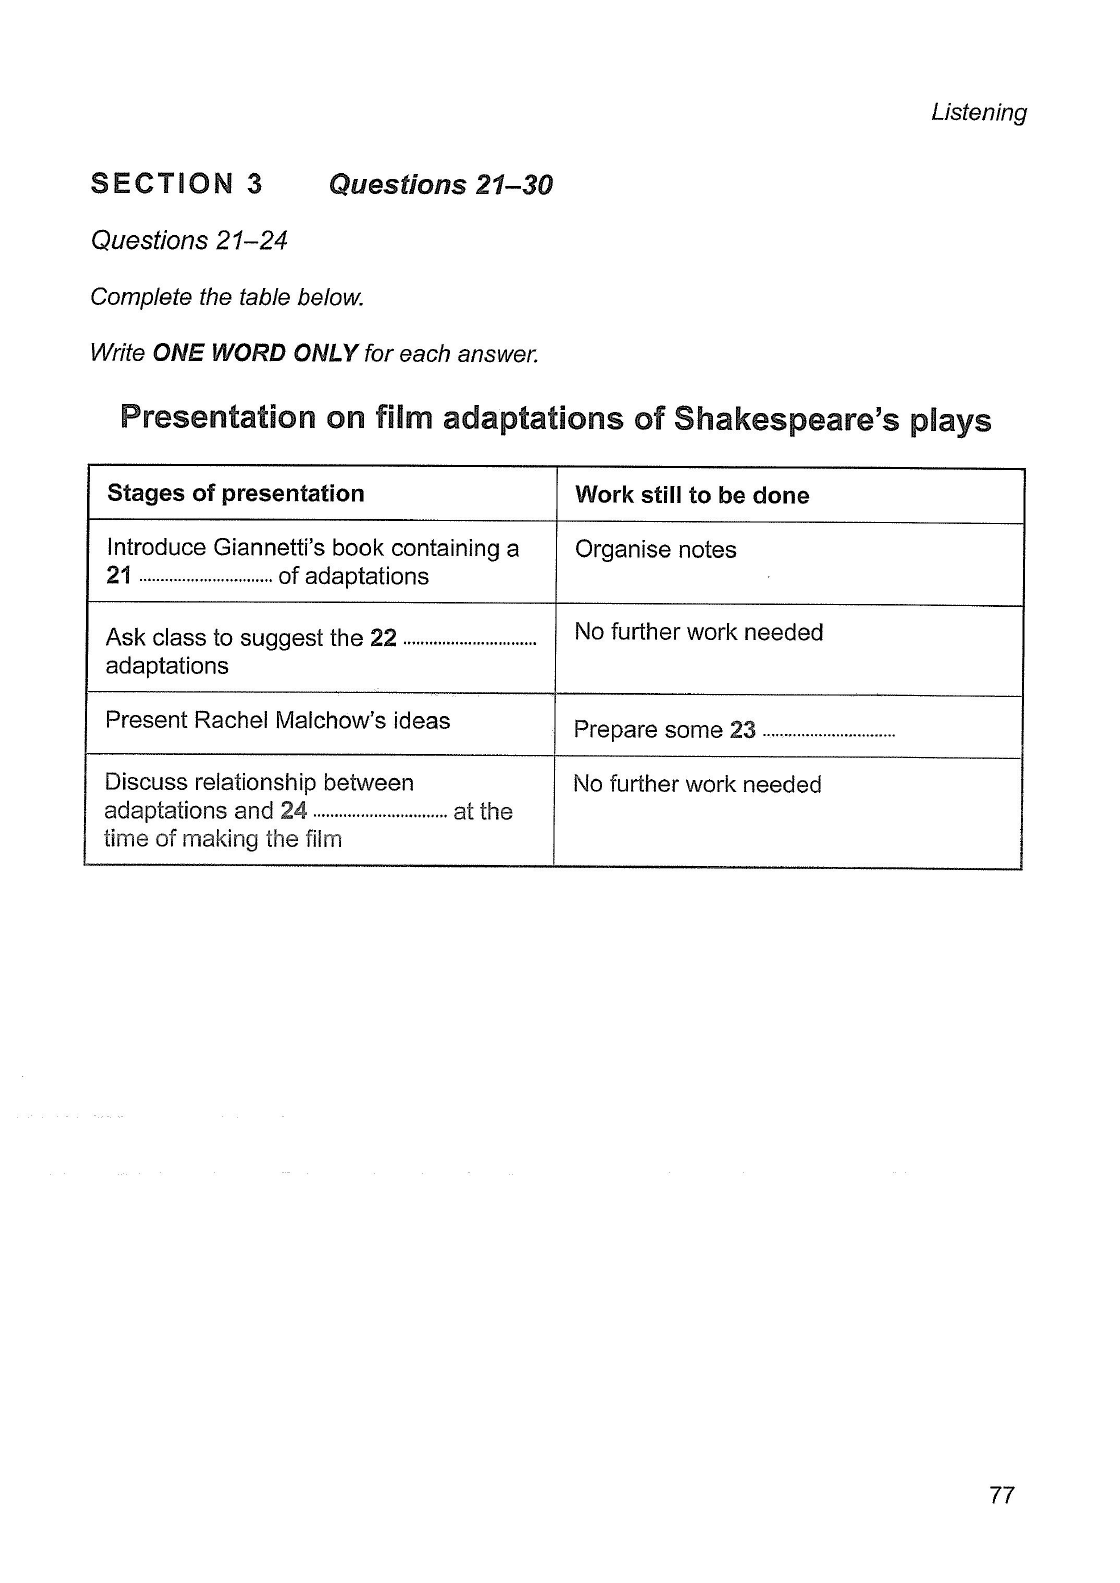 Listening
SECTION 3 Questions 21–30
Questions 21–24
Complete the table below.
Write ONE WORD ONLY for each answer.
Presentation on film adaptations of Shakespeare's plays
Stages of presentation Work still to be done
Introduce Giannetti's book containing a Organise notes
21 ............................... of adaptations
Ask class to suggest the 22 ............................... No further work needed
adaptations
Present Rachel Malchow's ideas Prepare some 23 ...............................
Discuss relationship between No further work needed
adaptations and 24 ............................... at the
time of making the film
77